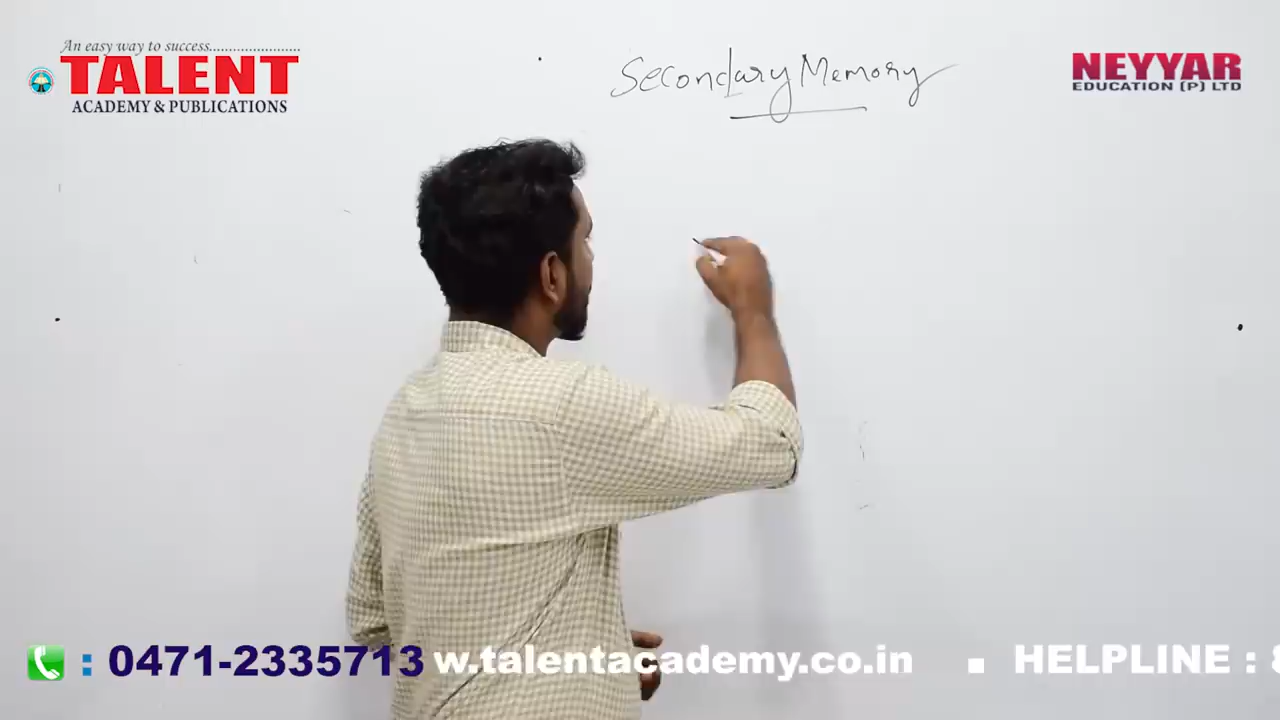 An easy way to success.......................
TALENT
ACADEMY & PUBLICATIONS
Secondary Memory
NEYYAR
EDUCATION (P) LTD
: 0471-2335713 w.talentacademy.co.in ▪ HELPLINE : 8